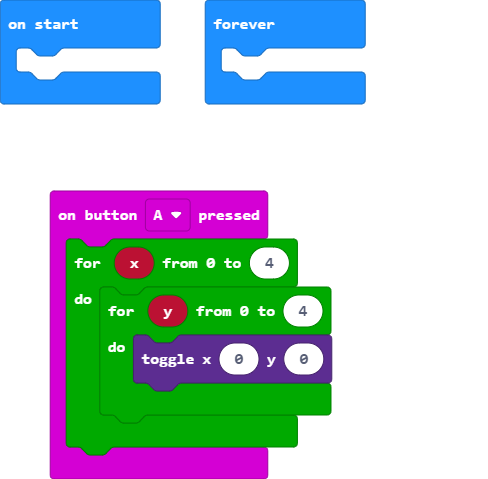 on start
forever
on button A pressed
for x from 0 to 4
do
for y from 0 to 4
do
toggle x 0 y 0